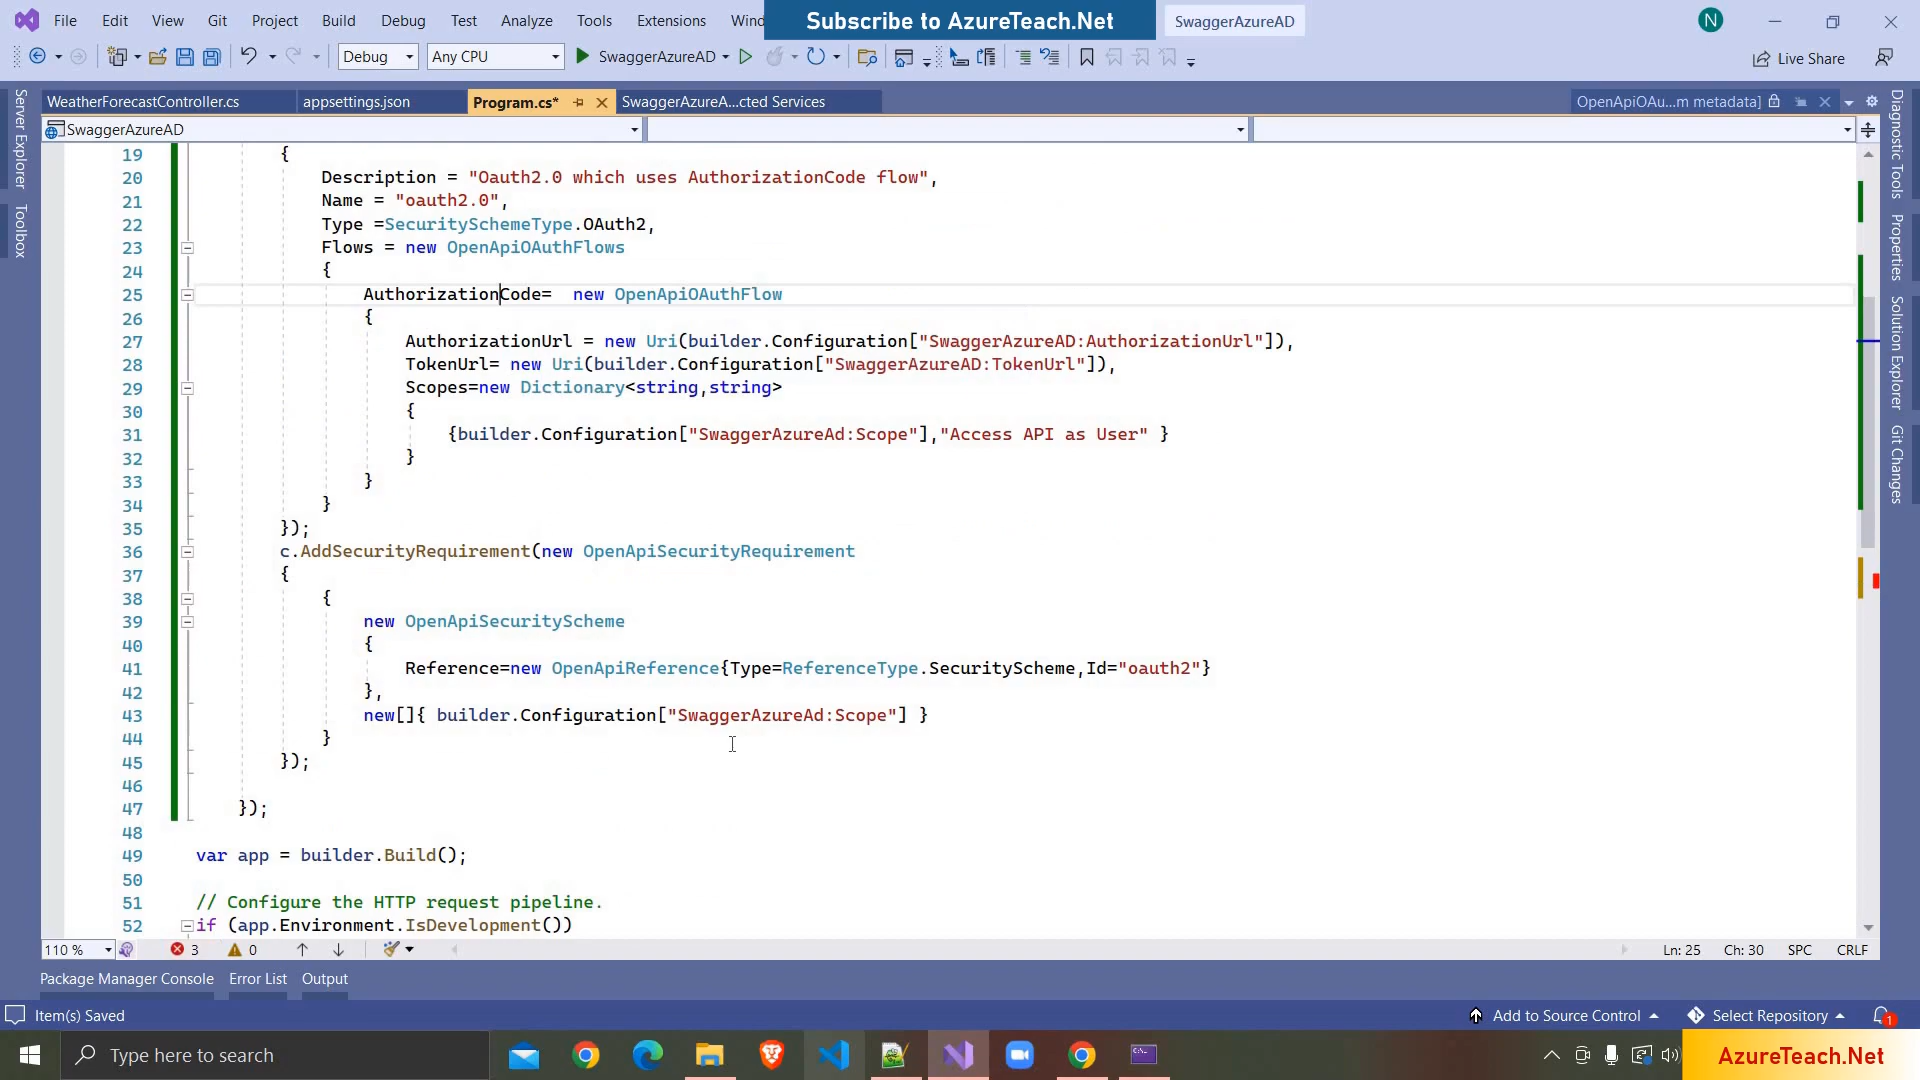 File Edit View Git Project Build Debug Test Analyze Tools Extensions Wind
Subscribe to AzureTeach.Net
SwaggerAzureAD
N
Debug Any CPU SwaggerAzureAD Live Share
WeatherForecastController.cs appsettings.json Program.cs* SwaggerAzureA...cted Services OpenApiOAu...m metadata]
SwaggerAzureAD
19 {
20 Description = "Oauth2.0 which uses AuthorizationCode flow",
21 Name = "oauth2.0",
22 Type =SecuritySchemeType.OAuth2,
23 Flows = new OpenApiOAuthFlows
24 {
25 AuthorizationCode=  new OpenApiOAuthFlow
26 {
27 AuthorizationUrl = new Uri(builder.Configuration["SwaggerAzureAD:AuthorizationUrl"]),
28 TokenUrl= new Uri(builder.Configuration["SwaggerAzureAD:TokenUrl"]),
29 Scopes=new Dictionary<string,string>
30 {
31 {builder.Configuration["SwaggerAzureAd:Scope"],"Access API as User" }
32 }
33 }
34 }
35 });
36 c.AddSecurityRequirement(new OpenApiSecurityRequirement
37 {
38 {
39 new OpenApiSecurityScheme
40 {
41 Reference=new OpenApiReference{Type=ReferenceType.SecurityScheme,Id="oauth2"}
42 },
43 new[]{ builder.Configuration["SwaggerAzureAd:Scope"] }
44 }
45 });
46
47 });
48
49 var app = builder.Build();
50
51 // Configure the HTTP request pipeline.
52 if (app.Environment.IsDevelopment())
Server Explorer
Toolbox
Diagnostic Tools
Properties
Solution Explorer
Git Changes
110 % 3 0 Ln: 25 Ch: 30 SPC CRLF
Package Manager Console Error List Output
Item(s) Saved Add to Source Control Select Repository 1
Type here to search
AzureTeach.Net